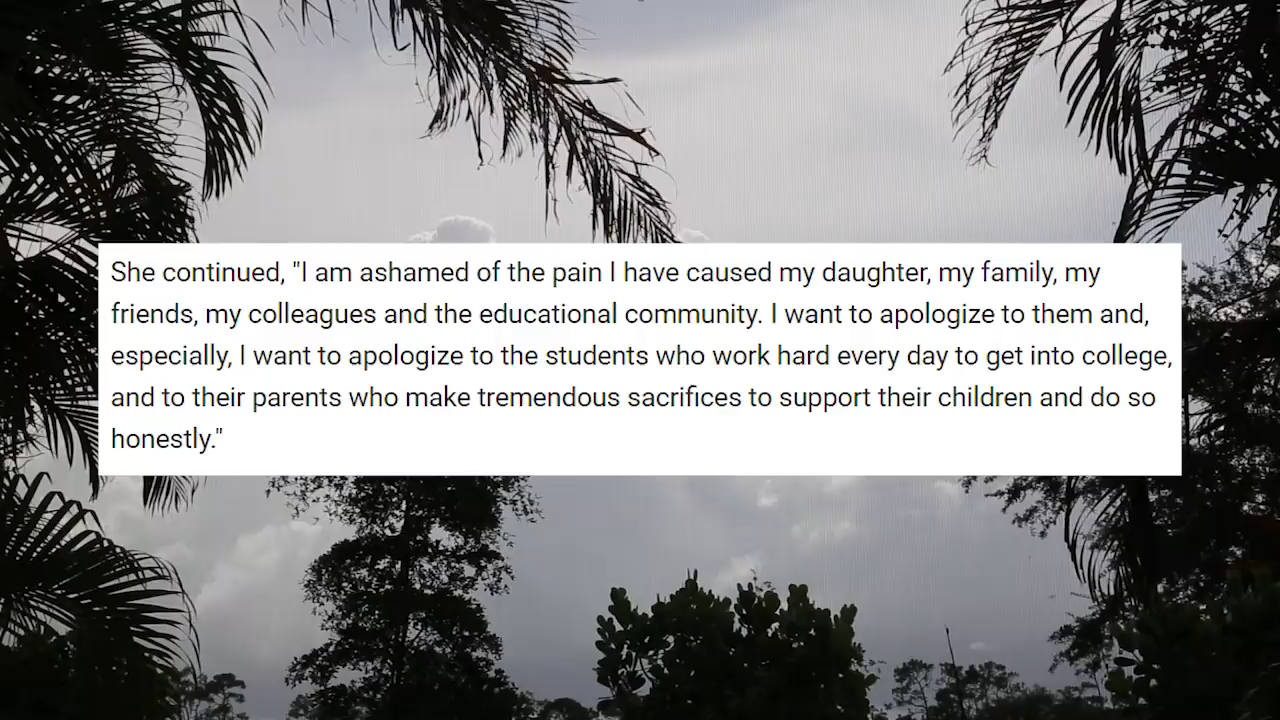 She continued, "I am ashamed of the pain I have caused my daughter, my family, my
friends, my colleagues and the educational community. I want to apologize to them and,
especially, I want to apologize to the students who work hard every day to get into college,
and to their parents who make tremendous sacrifices to support their children and do so
honestly."